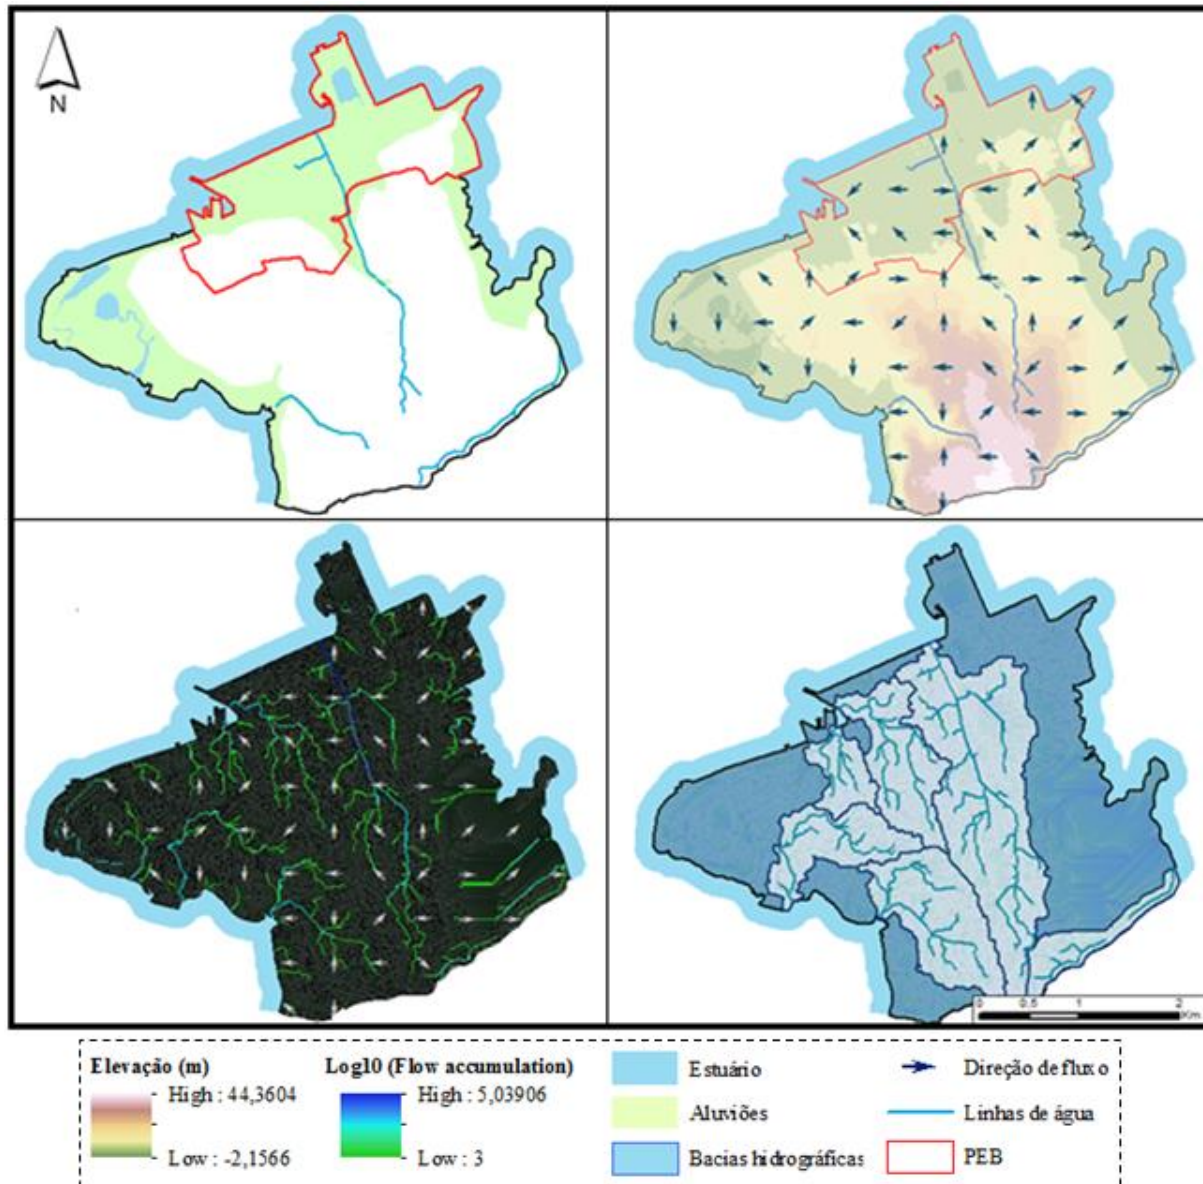 N
0 0.5 1 2
Km
Elevação (m)
High : 44,3604
Low : -2,1566
Log10 (Flow accumulation)
High : 5,03906
Low : 3
Estuário
Aluviões
Bacias hidrográficas
Direção de fluxo
Linhas de água
PEB